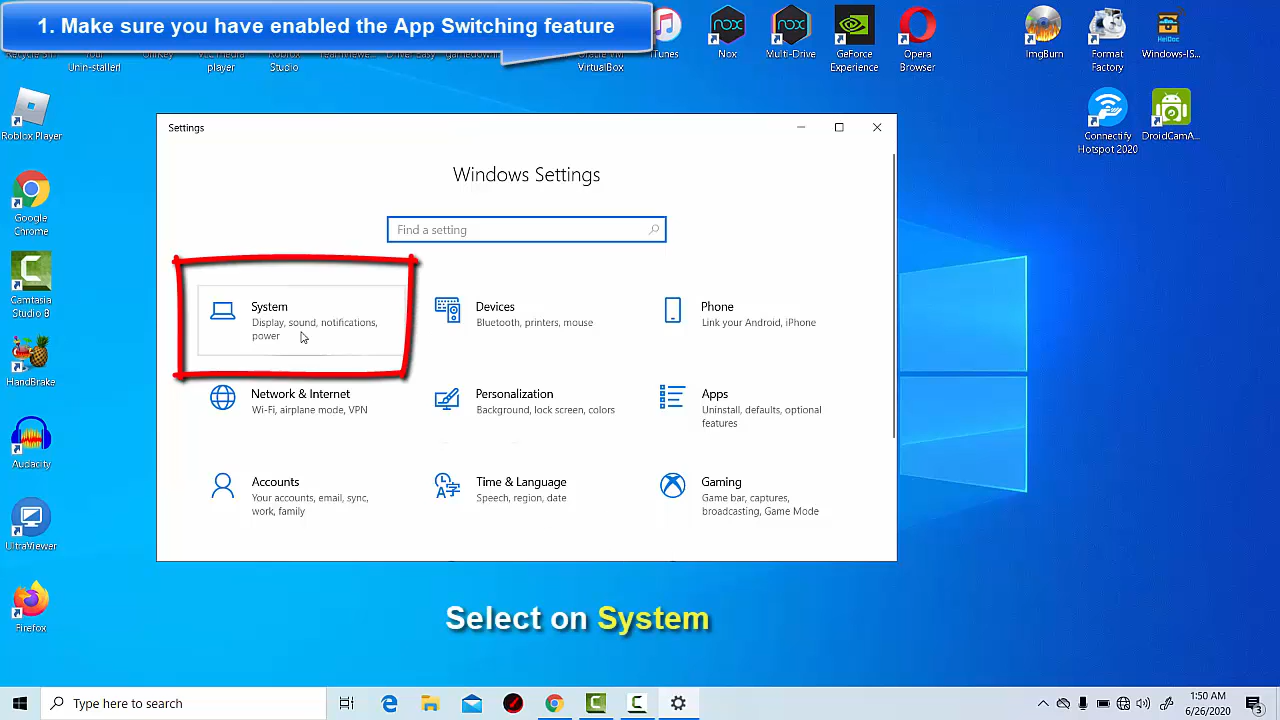 1. Make sure you have enabled the App Switching feature
iTunes
Nox
Multi-Drive
GeForce
Experience
Opera
Browser
ImgBurn
Format
Factory
Windows-IS...
Uninstaller!
player
Roblox
Studio
VirtualBox
Roblox Player
Connectify
Hotspot 2020
DroidCamA...
Google
Chrome
Camtasia
Studio 8
HandBrake
Audacity
UltraViewer
Firefox
Settings
Windows Settings
Find a setting
System
Display, sound, notifications,
power
Devices
Bluetooth, printers, mouse
Phone
Link your Android, iPhone
Network & Internet
Wi-Fi, airplane mode, VPN
Personalization
Background, lock screen, colors
Apps
Uninstall, defaults, optional
features
Accounts
Your accounts, email, sync,
work, family
Time & Language
Speech, region, date
Gaming
Game bar, captures,
broadcasting, Game Mode
Select on System
Type here to search
1:50 AM
6/26/2020
3